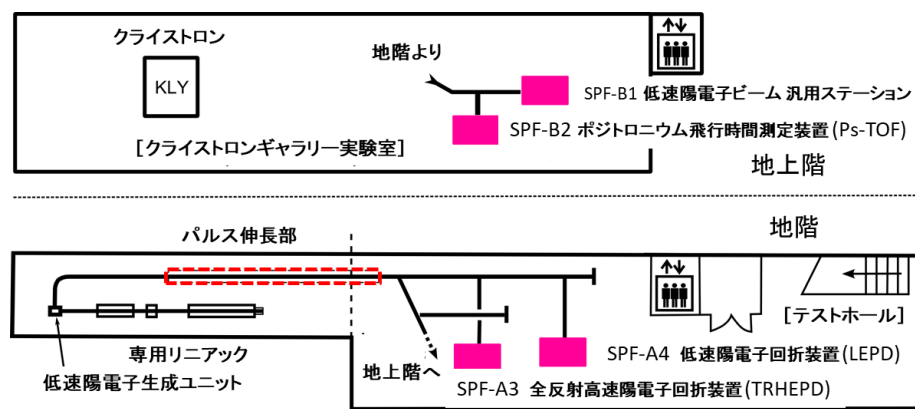 クライストロン
KLY
地階より
SPF-B1 低速陽電子ビーム 汎用ステーション
SPF-B2 ポジトロニウム飛行時間測定装置(Ps-TOF)
[クライストロンギャラリー実験室]
地上階
地階
パルス伸長部
[テストホール]
専用リニアック
低速陽電子生成ユニット
地上階へ
SPF-A4 低速陽電子回折装置(LEPD)
SPF-A3 全反射高速陽電子回折装置(TRHEPD)